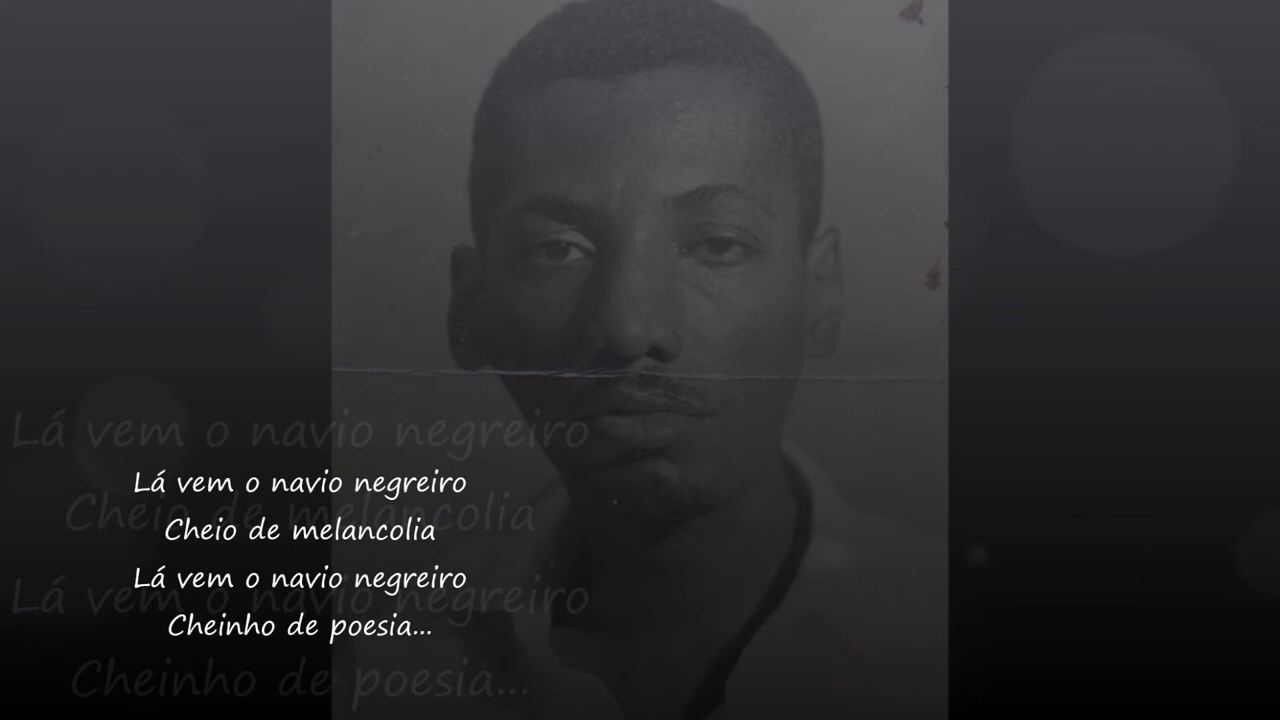 Lá vem o navio negreiro
Cheio de melancolia
Lá vem o navio negreiro
Cheinho de poesia...
Lá vem o navio negreiro
Cheio de melancolia
Lá vem o navio negreiro
Cheinho de poesia...